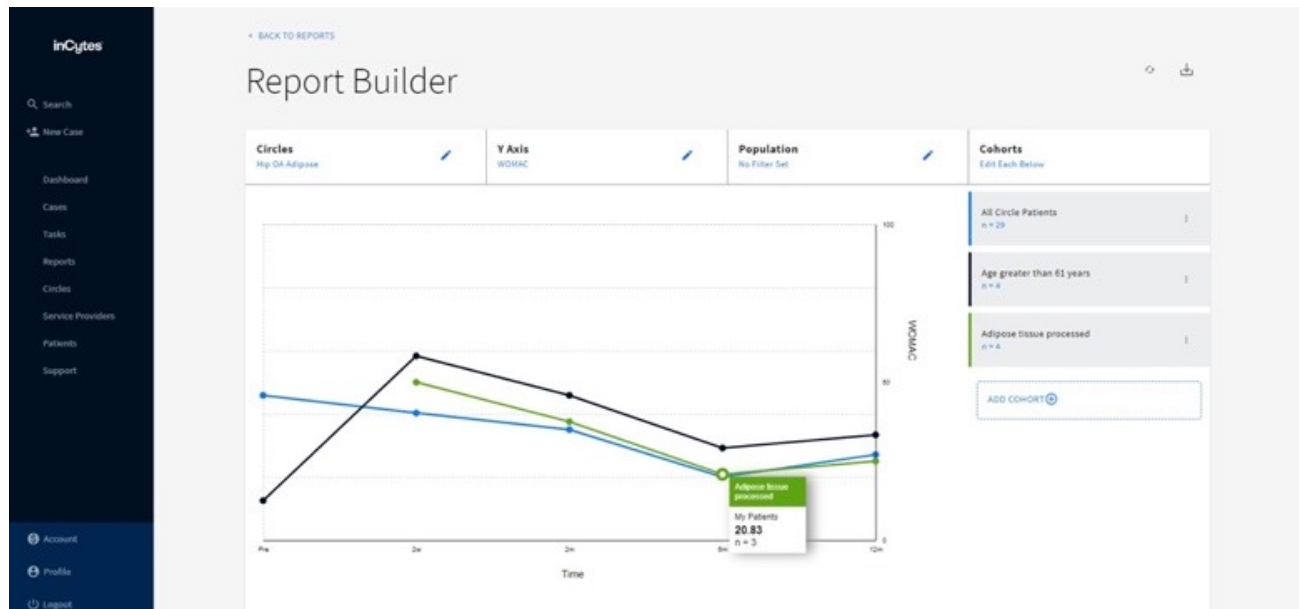 inCytes
Search
New Case
Dashboard
Cases
Tasks
Reports
Circles
Service Providers
Patients
Support
Account
Profile
Logout
BACK TO REPORTS
Report Builder
Circles
Hip OA Adipose
Y Axis
WOMAC
Population
No Filter Set
Cohorts
Edit Each Below
All Circle Patients
n = 29
Age greater than 61 years
n = 4
Adipose tissue processed
n = 4
ADD COHORT
100
50
0
WOMAC
Adipose tissue
processed
My Patients
20.83
n = 3
Pre
2w
2m
6m
12m
Time